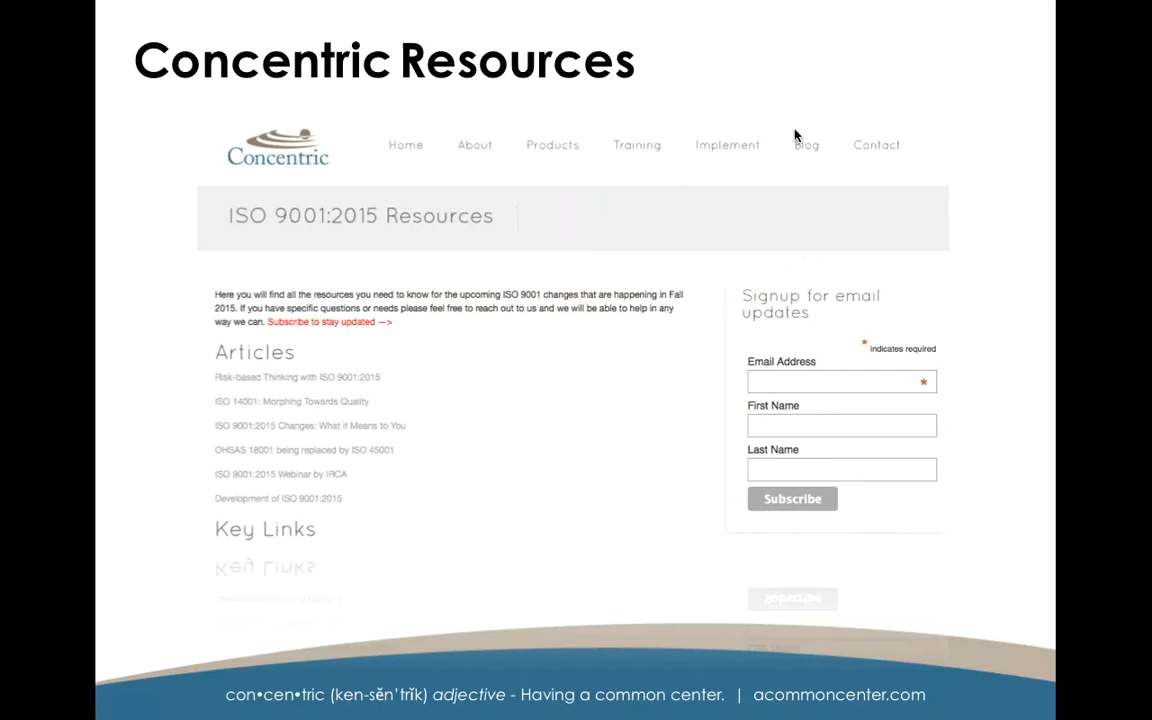 Concentric Resources
Concentric
Home About Products Training Implement Blog Contact
ISO 9001:2015 Resources
Here you will find all the resources you need to know for the upcoming ISO 9001 changes that are happening in Fall
2015. If you have specific questions or needs please feel free to reach out to us and we will be able to help in any
way we can. Subscribe to stay updated —>
Articles
Risk-based Thinking with ISO 9001:2015
ISO 14001: Morphing Towards Quality
ISO 9001:2015 Changes: What it Means to You
OHSAS 18001 being replaced by ISO 45001
ISO 9001:2015 Webinar by IRCA
Development of ISO 9001:2015
Key Links
Signup for email
updates
* indicates required
Email Address
*
First Name
Last Name
Subscribe
con•cen•tric (ken-sĕn’trĭk) adjective - Having a common center. | acommoncenter.com